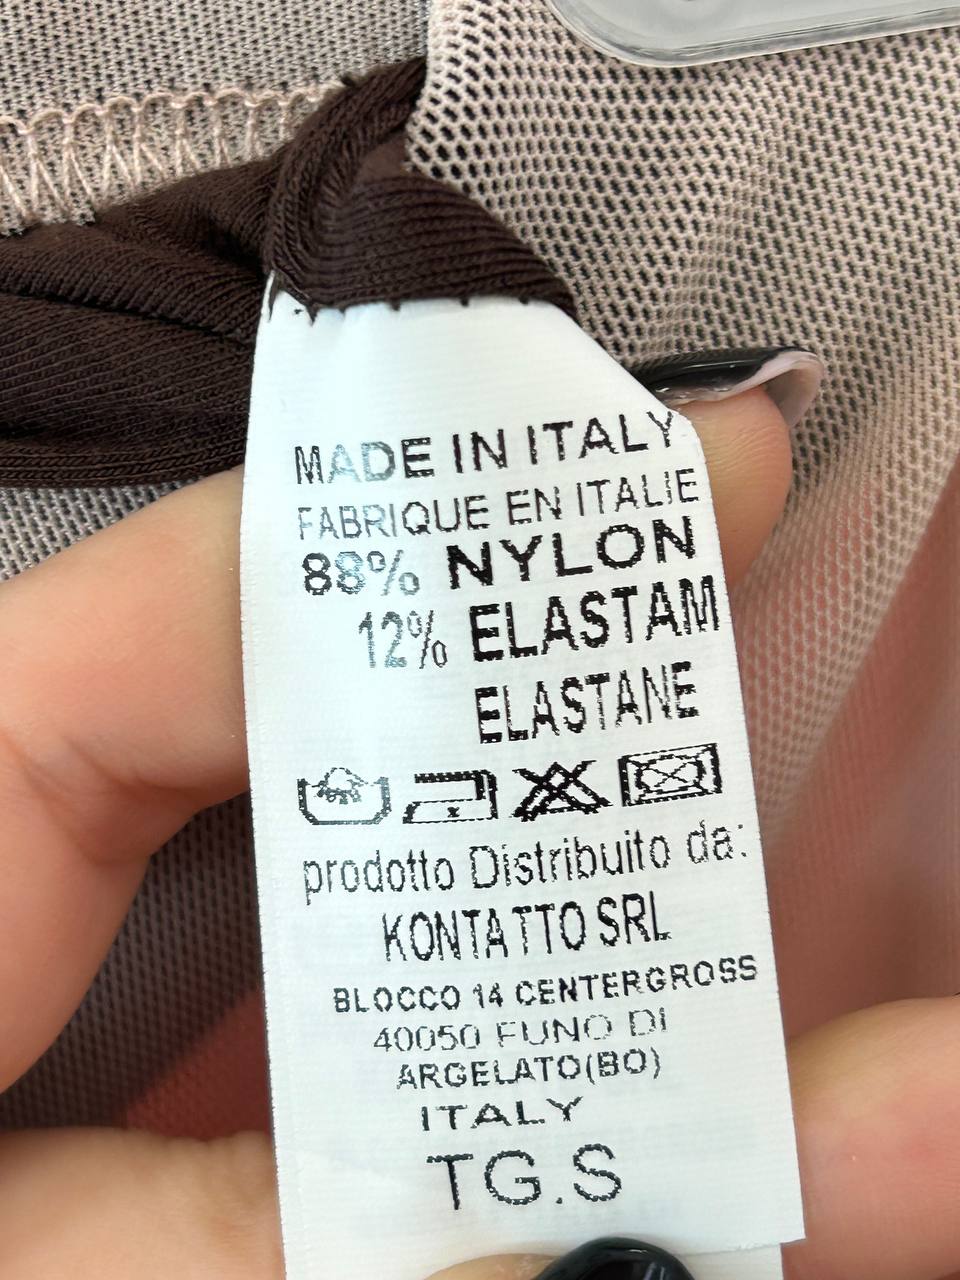 MADE IN ITALY
FABRIQUE EN ITALIE
88% NYLON
12% ELASTAM
ELASTANE
prodotto Distribuito da:
KONTATTO SRL
BLOCCO 14 CENTERGROSS
40050 FUNO DI
ARGELATO(BO)
ITALY
TG.S